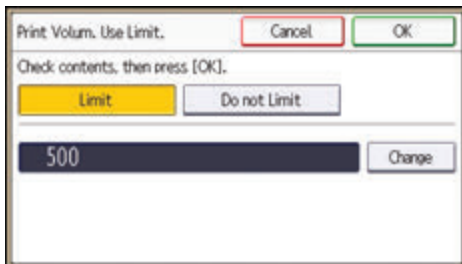 Print Volum. Use Limit. Cancel OK
Check contents, then press [OK].
Limit Do not Limit
500 Change